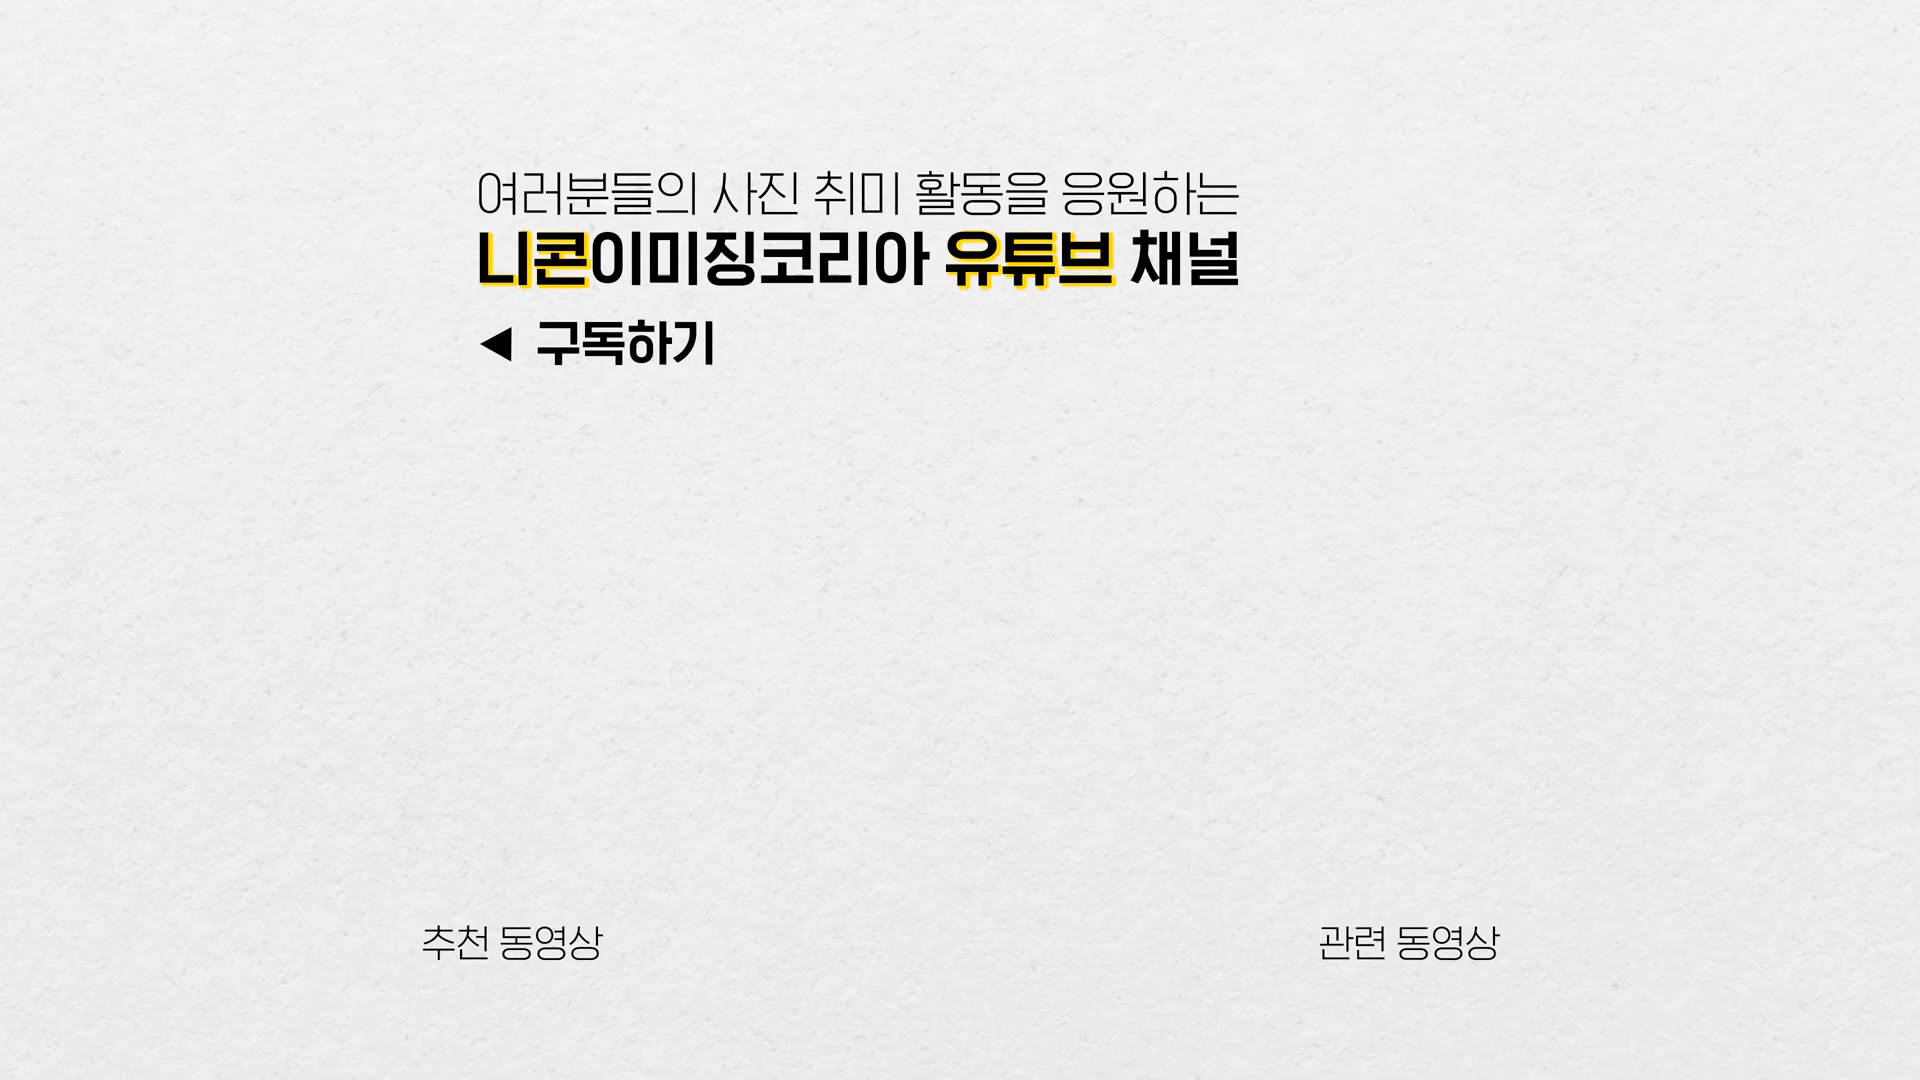 여러분들의 사진 취미 활동을 응원하는
니콘이미징코리아 유튜브 채널
◀ 구독하기
추천 동영상
관련 동영상